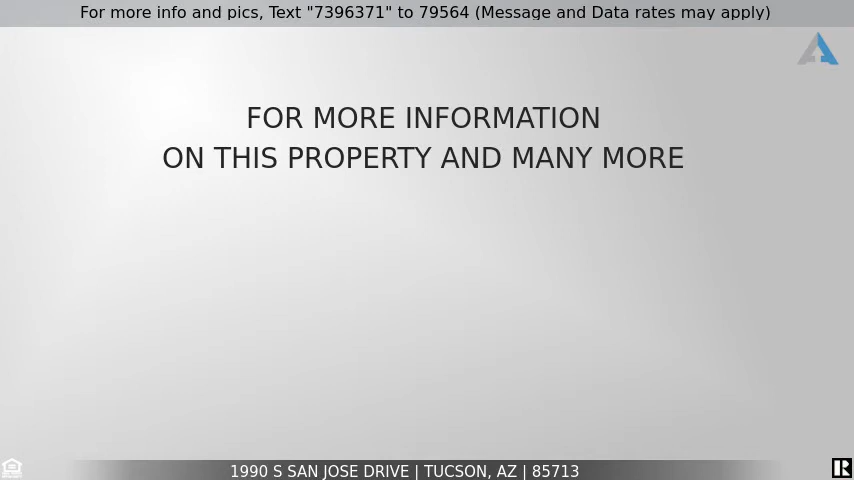 For more info and pics, Text "7396371" to 79564 (Message and Data rates may apply)
FOR MORE INFORMATION
ON THIS PROPERTY AND MANY MORE
1990 S SAN JOSE DRIVE | TUCSON, AZ | 85713